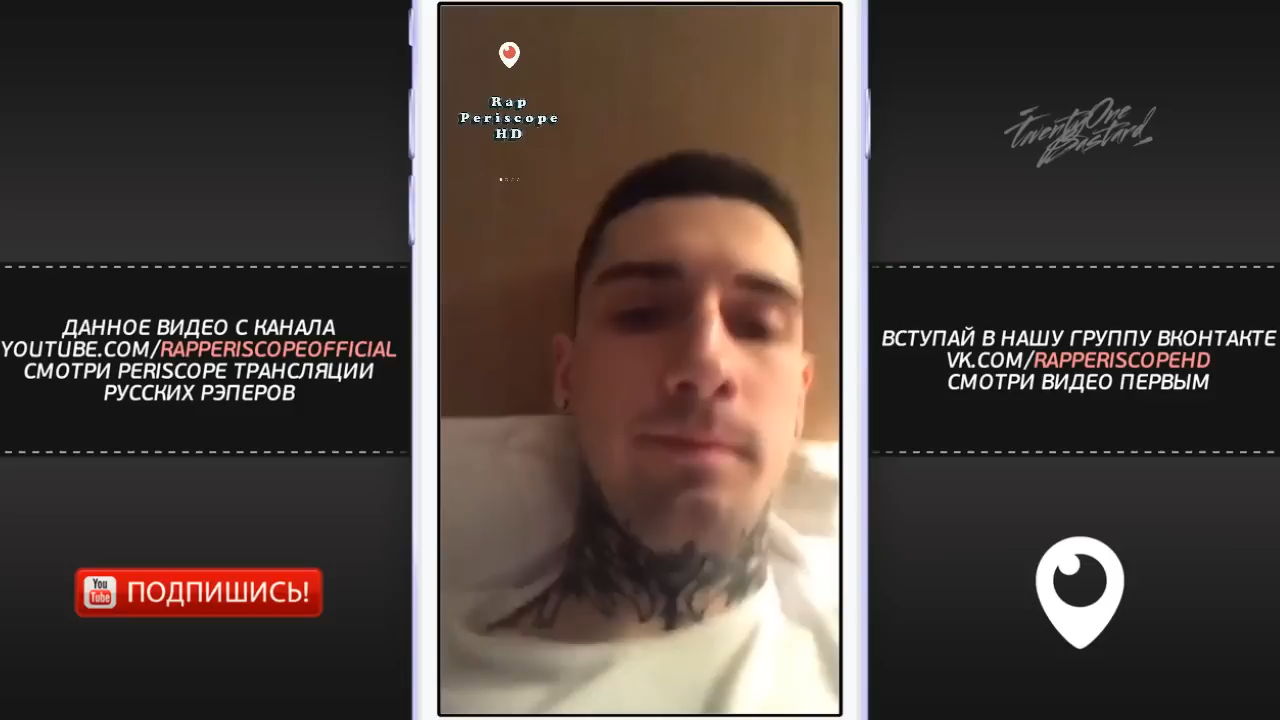 Rap
Periscope
HD
TwentyOne
Bastard
ДАННОЕ ВИДЕО С КАНАЛА
YOUTUBE.COM/RAPPERISCOPEOFFICIAL
СМОТРИ PERISCOPE ТРАНСЛЯЦИИ
РУССКИХ РЭПЕРОВ
ВСТУПАЙ В НАШУ ГРУППУ ВКОНТАКТЕ
VK.COM/RAPPERISCOPEHD
СМОТРИ ВИДЕО ПЕРВЫМ
You
Tube
ПОДПИШИСЬ!